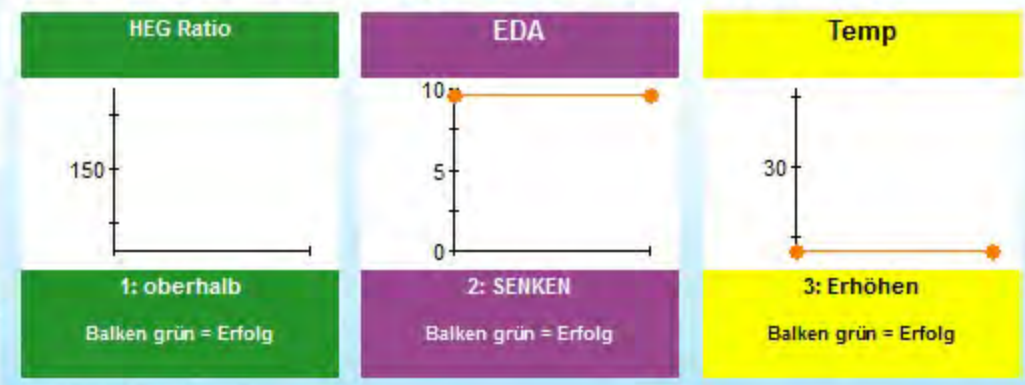 HEG Ratio
EDA
Temp
150
10
5
0
30
1: oberhalb
2: SENKEN
3: Erhöhen
Balken grün = Erfolg
Balken grün = Erfolg
Balken grün = Erfolg